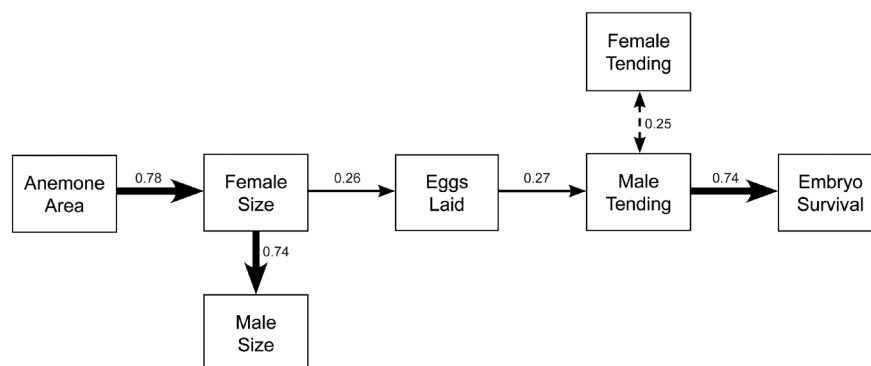 Female
Tending
0.25
Anemone
Area
0.78
Female
Size
0.26
Eggs
Laid
0.27
Male
Tending
0.74
Embryo
Survival
0.74
Male
Size